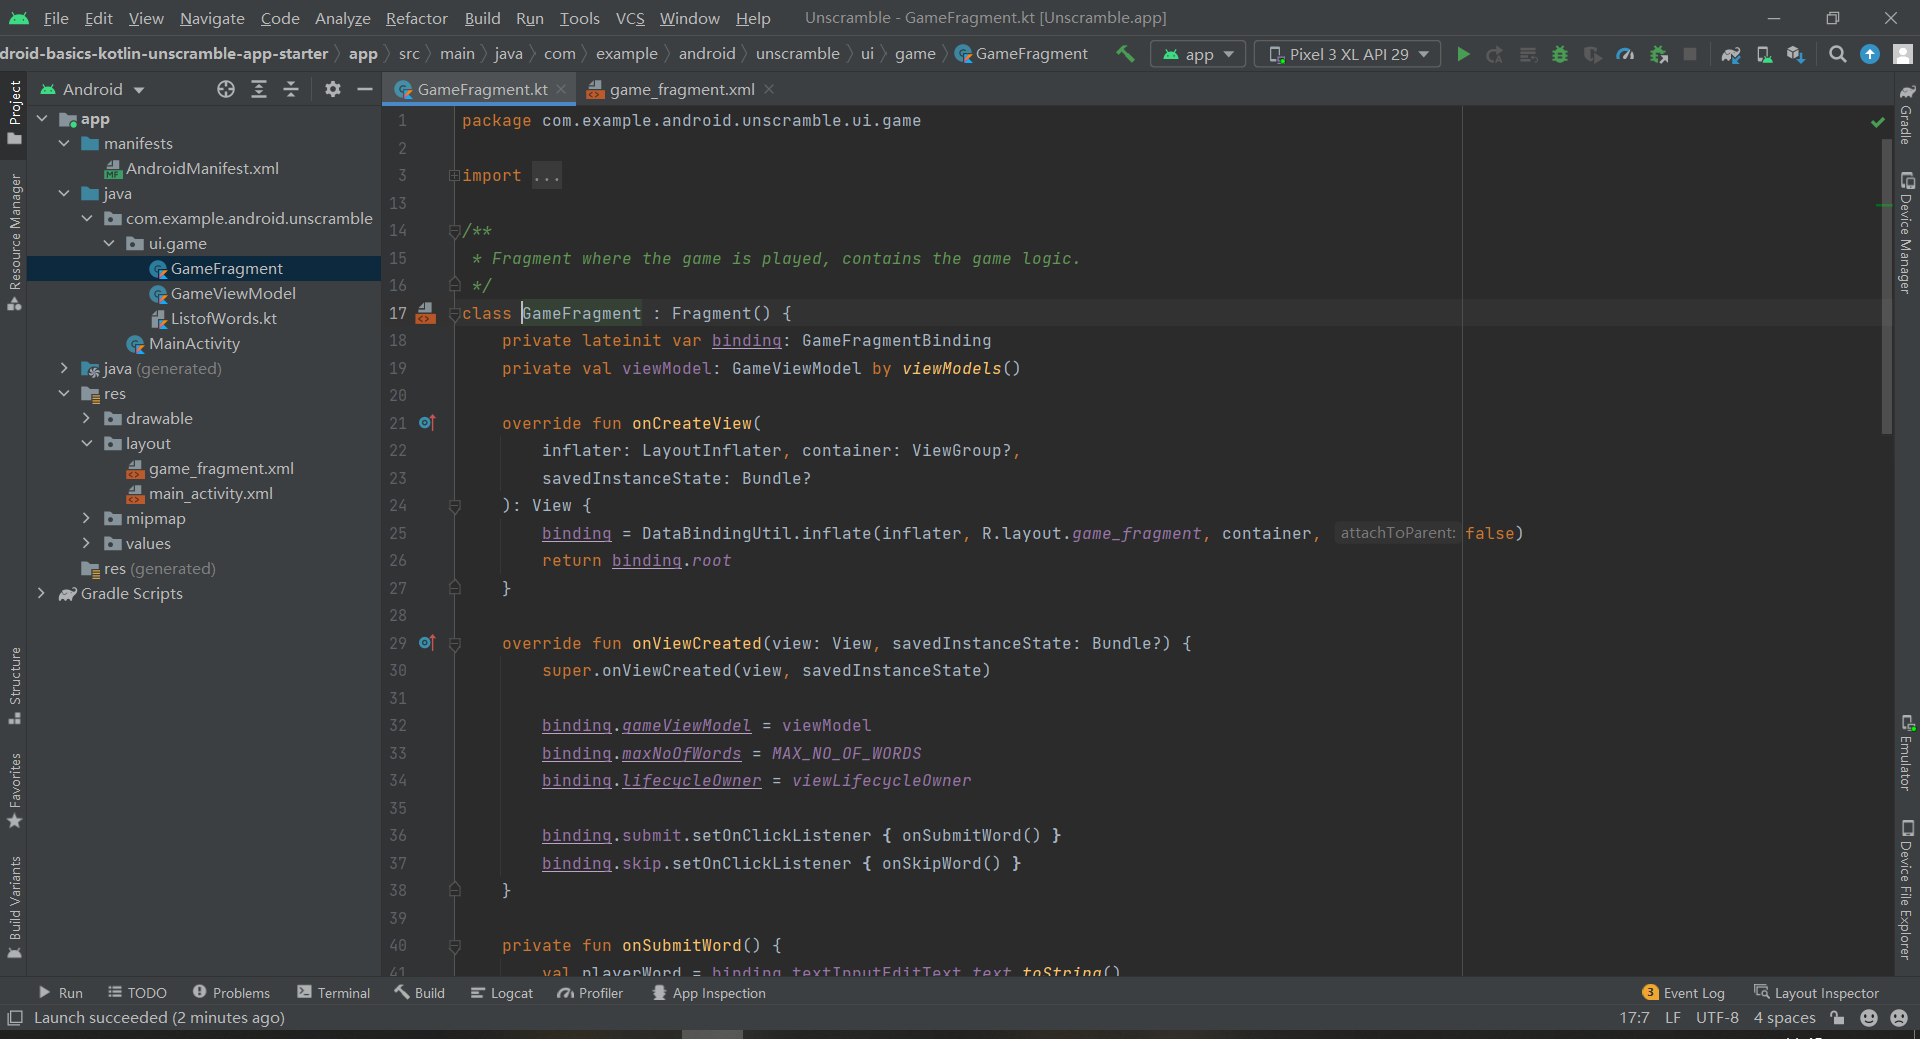 File Edit View Navigate Code Analyze Refactor Build Run Tools VCS Window Help Unscramble - GameFragment.kt [Unscramble.app]
droid-basics-kotlin-unscramble-app-starter app src main java com example android unscramble ui game GameFragment app Pixel 3 XL API 29
Android
GameFragment.kt game_fragment.xml
Project
Resource Manager
Structure
Favorites
Build Variants
app
manifests
AndroidManifest.xml
java
com.example.android.unscramble
ui.game
GameFragment
GameViewModel
ListofWords.kt
MainActivity
java (generated)
res
drawable
layout
game_fragment.xml
main_activity.xml
mipmap
values
res (generated)
Gradle Scripts
1 package com.example.android.unscramble.ui.game
2
3 import ...
13
14 /**
15 * Fragment where the game is played, contains the game logic.
16 */
17 class GameFragment : Fragment() {
18 private lateinit var binding: GameFragmentBinding
19 private val viewModel: GameViewModel by viewModels()
20
21 override fun onCreateView(
22 inflater: LayoutInflater, container: ViewGroup?,
23 savedInstanceState: Bundle?
24 ): View {
25 binding = DataBindingUtil.inflate(inflater, R.layout.game_fragment, container, attachToParent: false)
26 return binding.root
27 }
28
29 override fun onViewCreated(view: View, savedInstanceState: Bundle?) {
30 super.onViewCreated(view, savedInstanceState)
31
32 binding.gameViewModel = viewModel
33 binding.maxNoOfWords = MAX_NO_OF_WORDS
34 binding.lifecycleOwner = viewLifecycleOwner
35
36 binding.submit.setOnClickListener { onSubmitWord() }
37 binding.skip.setOnClickListener { onSkipWord() }
38 }
39
40 private fun onSubmitWord() {
41 val playerWord = binding.textInputEditText.text.toString()
Gradle
Device Manager
Emulator
Device File Explorer
Run TODO Problems Terminal Build Logcat Profiler App Inspection 3 Event Log Layout Inspector
Launch succeeded (2 minutes ago) 17:7 LF UTF-8 4 spaces